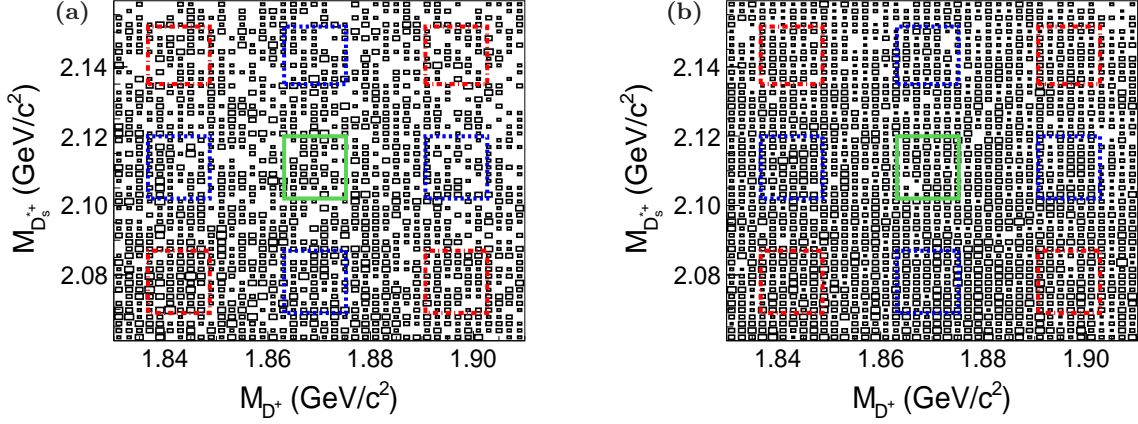 (a)
2.14
2.12
2.10
2.08
M_{D_s^{*+}} (GeV/c^2)
1.84 1.86 1.88 1.90
M_{D^+} (GeV/c^2)
(b)
2.14
2.12
2.10
2.08
M_{D_s^{*+}} (GeV/c^2)
1.84 1.86 1.88 1.90
M_{D^+} (GeV/c^2)